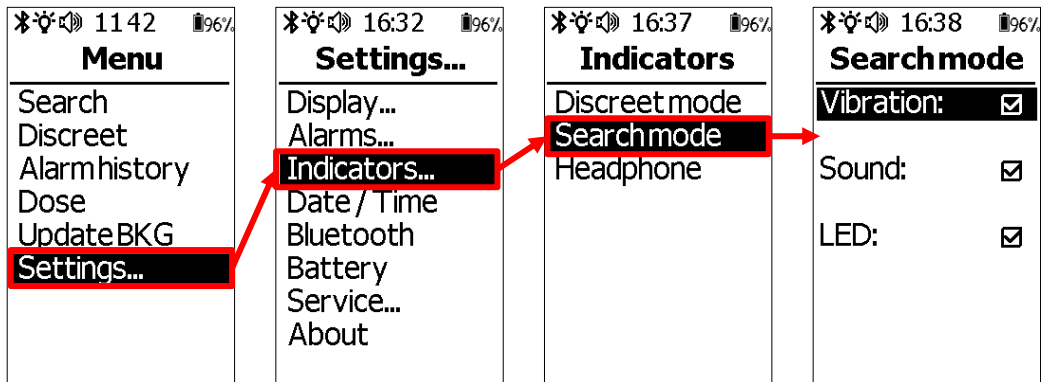 11 42 96%
Menu
Search
Discreet
Alarm history
Dose
Update BKG
Settings...
16:32 96%
Settings...
Display...
Alarms...
Indicators...
Date / Time
Bluetooth
Battery
Service...
About
16:37 96%
Indicators
Discreet mode
Search mode
Headphone
16:38 96%
Search mode
Vibration:
Sound:
LED: